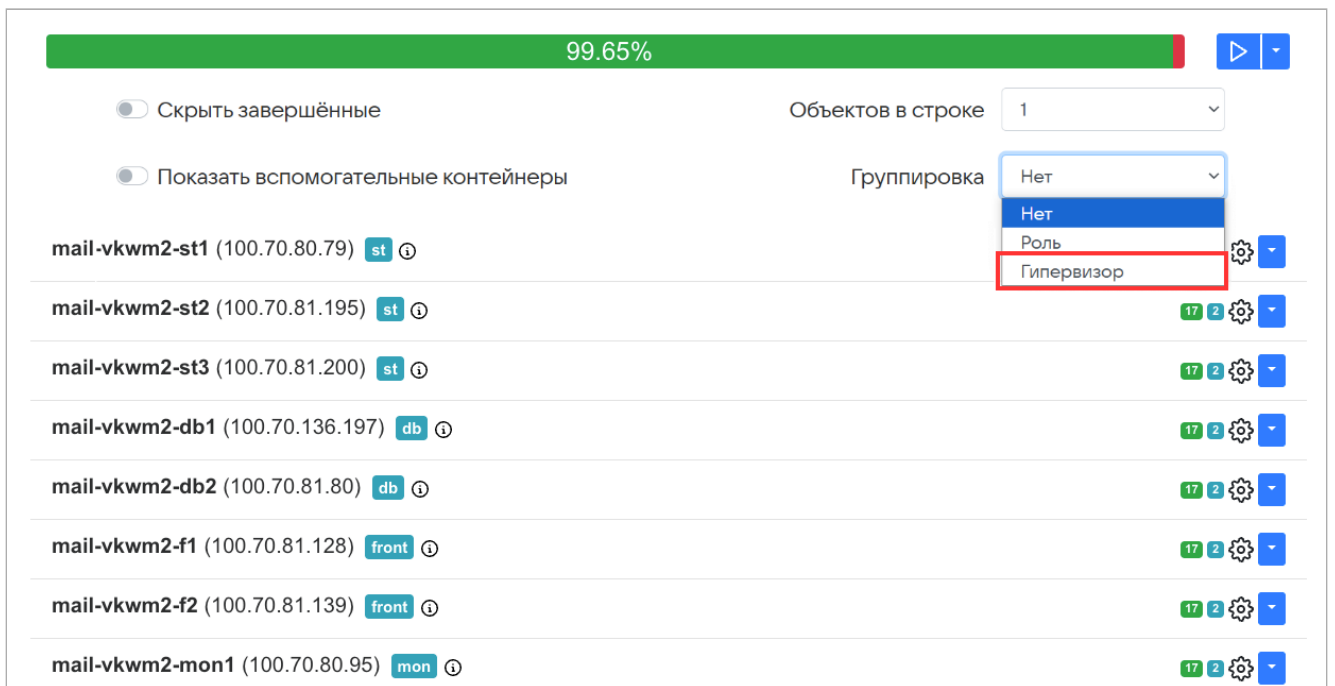 99.65%
Скрыть завершённые Объектов в строке 1
Показать вспомогательные контейнеры Группировка Нет
Нет
Роль
Гипервизор
mail-vkwm2-st1 (100.70.80.79) st
mail-vkwm2-st2 (100.70.81.195) st 17 2
mail-vkwm2-st3 (100.70.81.200) st 17 2
mail-vkwm2-db1 (100.70.136.197) db 17 2
mail-vkwm2-db2 (100.70.81.80) db 17 2
mail-vkwm2-f1 (100.70.81.128) front 17 2
mail-vkwm2-f2 (100.70.81.139) front 17 2
mail-vkwm2-mon1 (100.70.80.95) mon 17 2